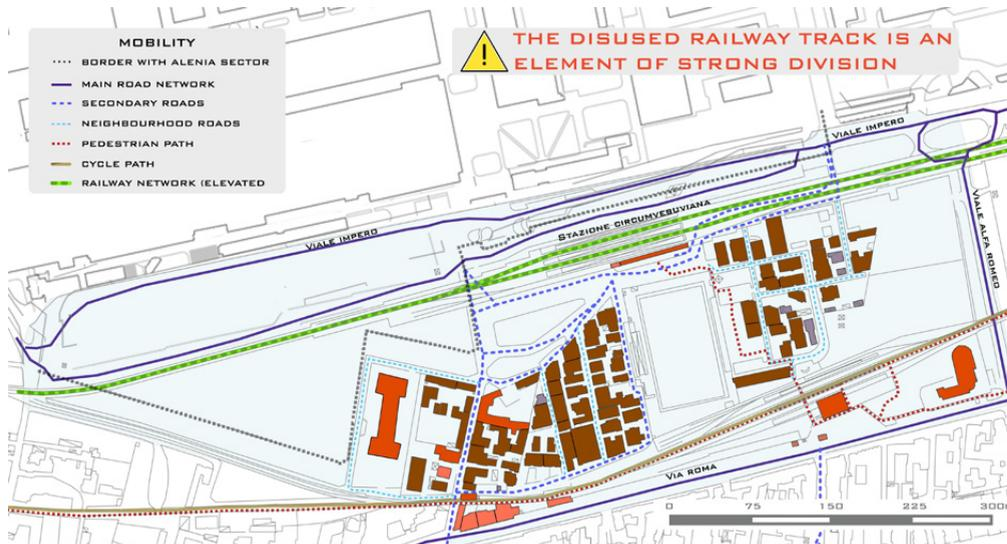 MOBILITY
BORDER WITH ALENIA SECTOR
MAIN ROAD NETWORK
SECONDARY ROADS
NEIGHBOURHOOD ROADS
PEDESTRIAN PATH
CYCLE PATH
RAILWAY NETWORK (ELEVATED
!
THE DISUSED RAILWAY TRACK IS AN
ELEMENT OF STRONG DIVISION
VIALE IMPERO
VIALE IMPERO
STAZIONE CIRCUMVESUVIANA
VIALE ALFA ROMEO
VIA ROMA
0 75 150 225 300